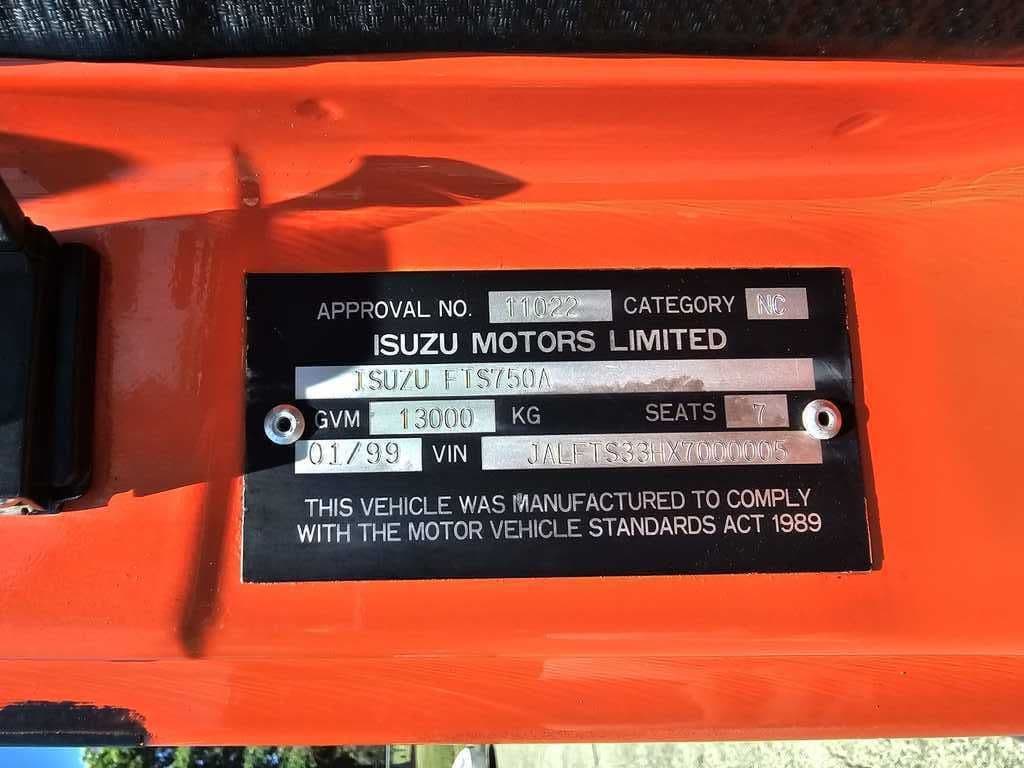 APPROVAL NO. 11022 CATEGORY NC
ISUZU MOTORS LIMITED
ISUZU FTS750A
GVM 13000 KG SEATS 7
01/99 VIN JALFTS33HX7000005
THIS VEHICLE WAS MANUFACTURED TO COMPLY
WITH THE MOTOR VEHICLE STANDARDS ACT 1989